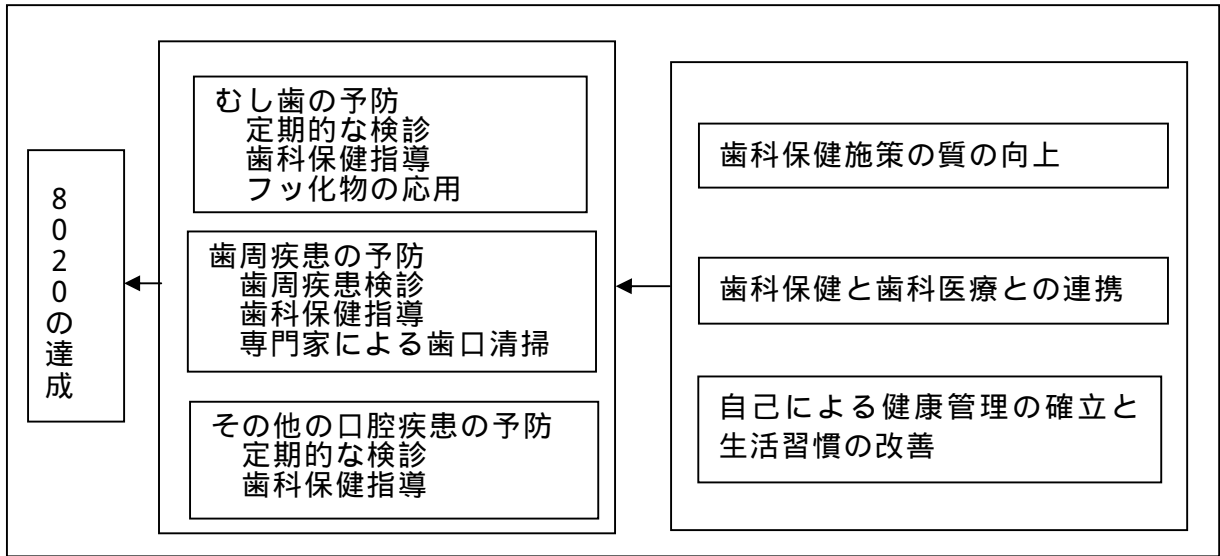 8020の達成
むし歯の予防
定期的な検診
歯科保健指導
フッ化物の応用
歯周疾患の予防
歯周疾患検診
歯科保健指導
専門家による歯口清掃
その他の口腔疾患の予防
定期的な検診
歯科保健指導
歯科保健施策の質の向上
歯科保健と歯科医療との連携
自己による健康管理の確立と
生活習慣の改善